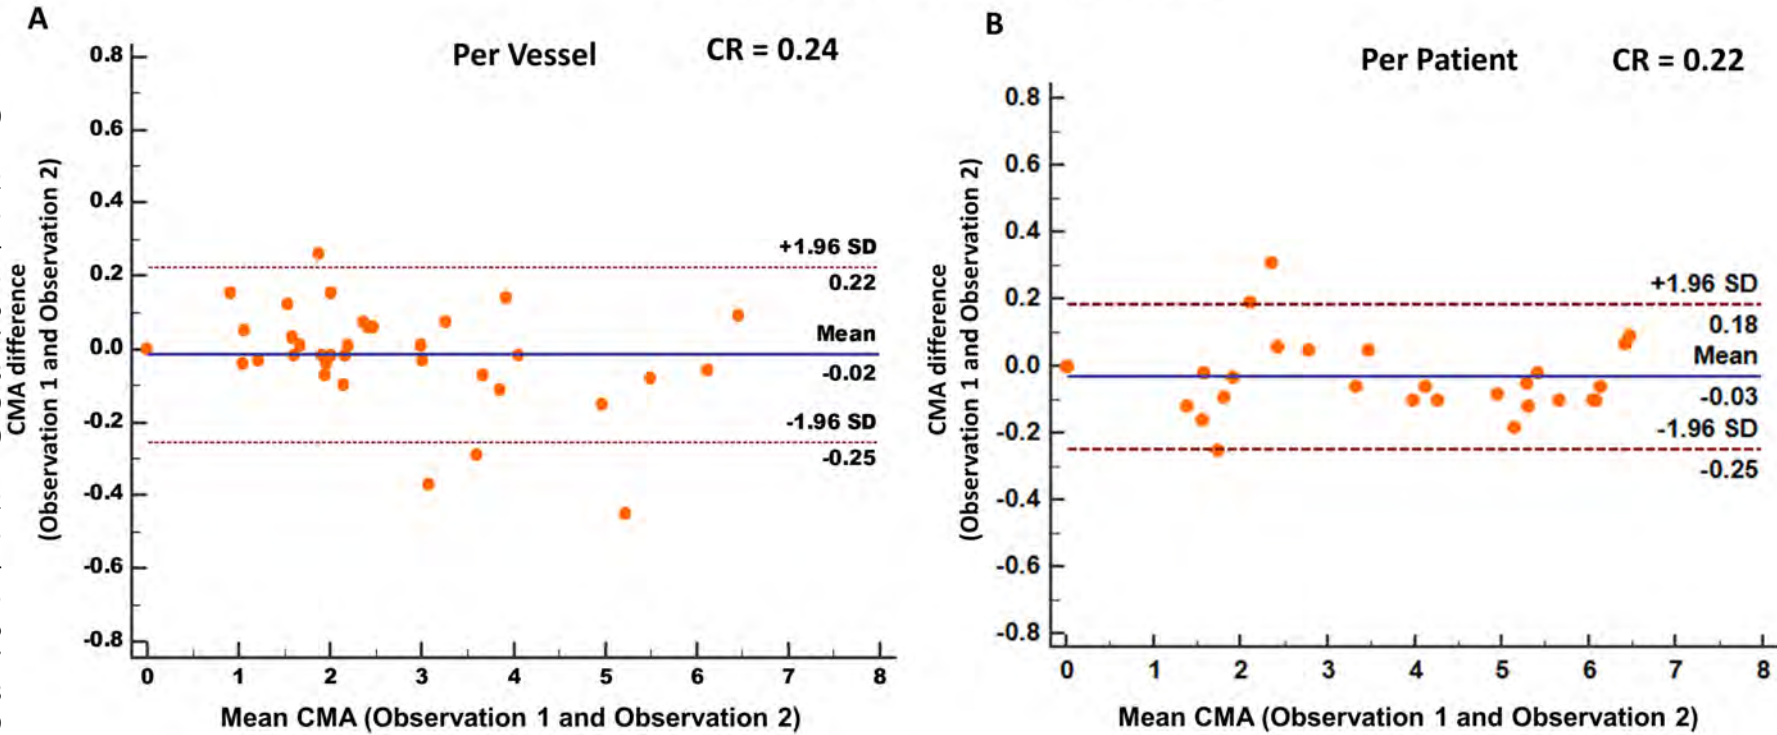 A
Per Vessel
CR = 0.24
CMA difference
(Observation 1 and Observation 2)
0.8
0.6
0.4
0.2
0.0
-0.2
-0.4
-0.6
-0.8
+1.96 SD
0.22
Mean
-0.02
-1.96 SD
-0.25
0 1 2 3 4 5 6 7 8
Mean CMA (Observation 1 and Observation 2)
B
Per Patient
CR = 0.22
CMA difference
(Observation 1 and Observation 2)
0.8
0.6
0.4
0.2
0.0
-0.2
-0.4
-0.6
-0.8
+1.96 SD
0.18
Mean
-0.03
-1.96 SD
-0.25
0 1 2 3 4 5 6 7 8
Mean CMA (Observation 1 and Observation 2)